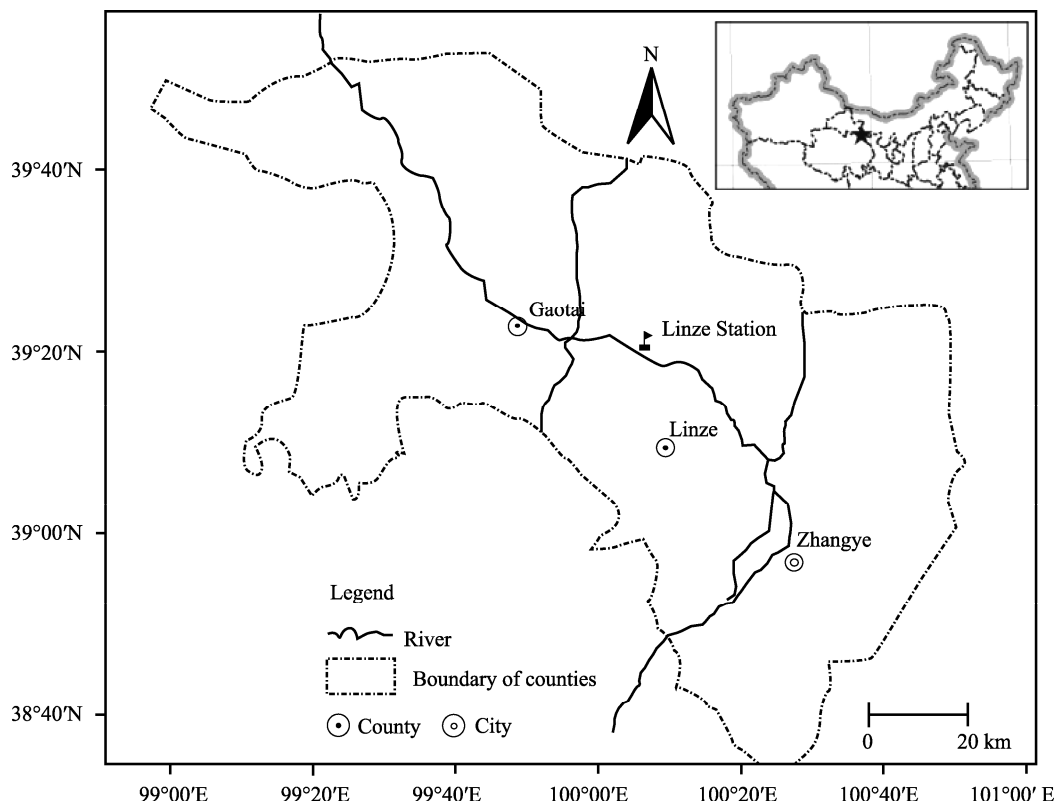 N
39°40′N
Gaotai
Linze Station
39°20′N
Linze
39°00′N
Zhangye
Legend
River
Boundary of counties
38°40′N
County
City
0 20 km
99°00′E 99°20′E 99°40′E 100°00′E 100°20′E 100°40′E 101°00′E